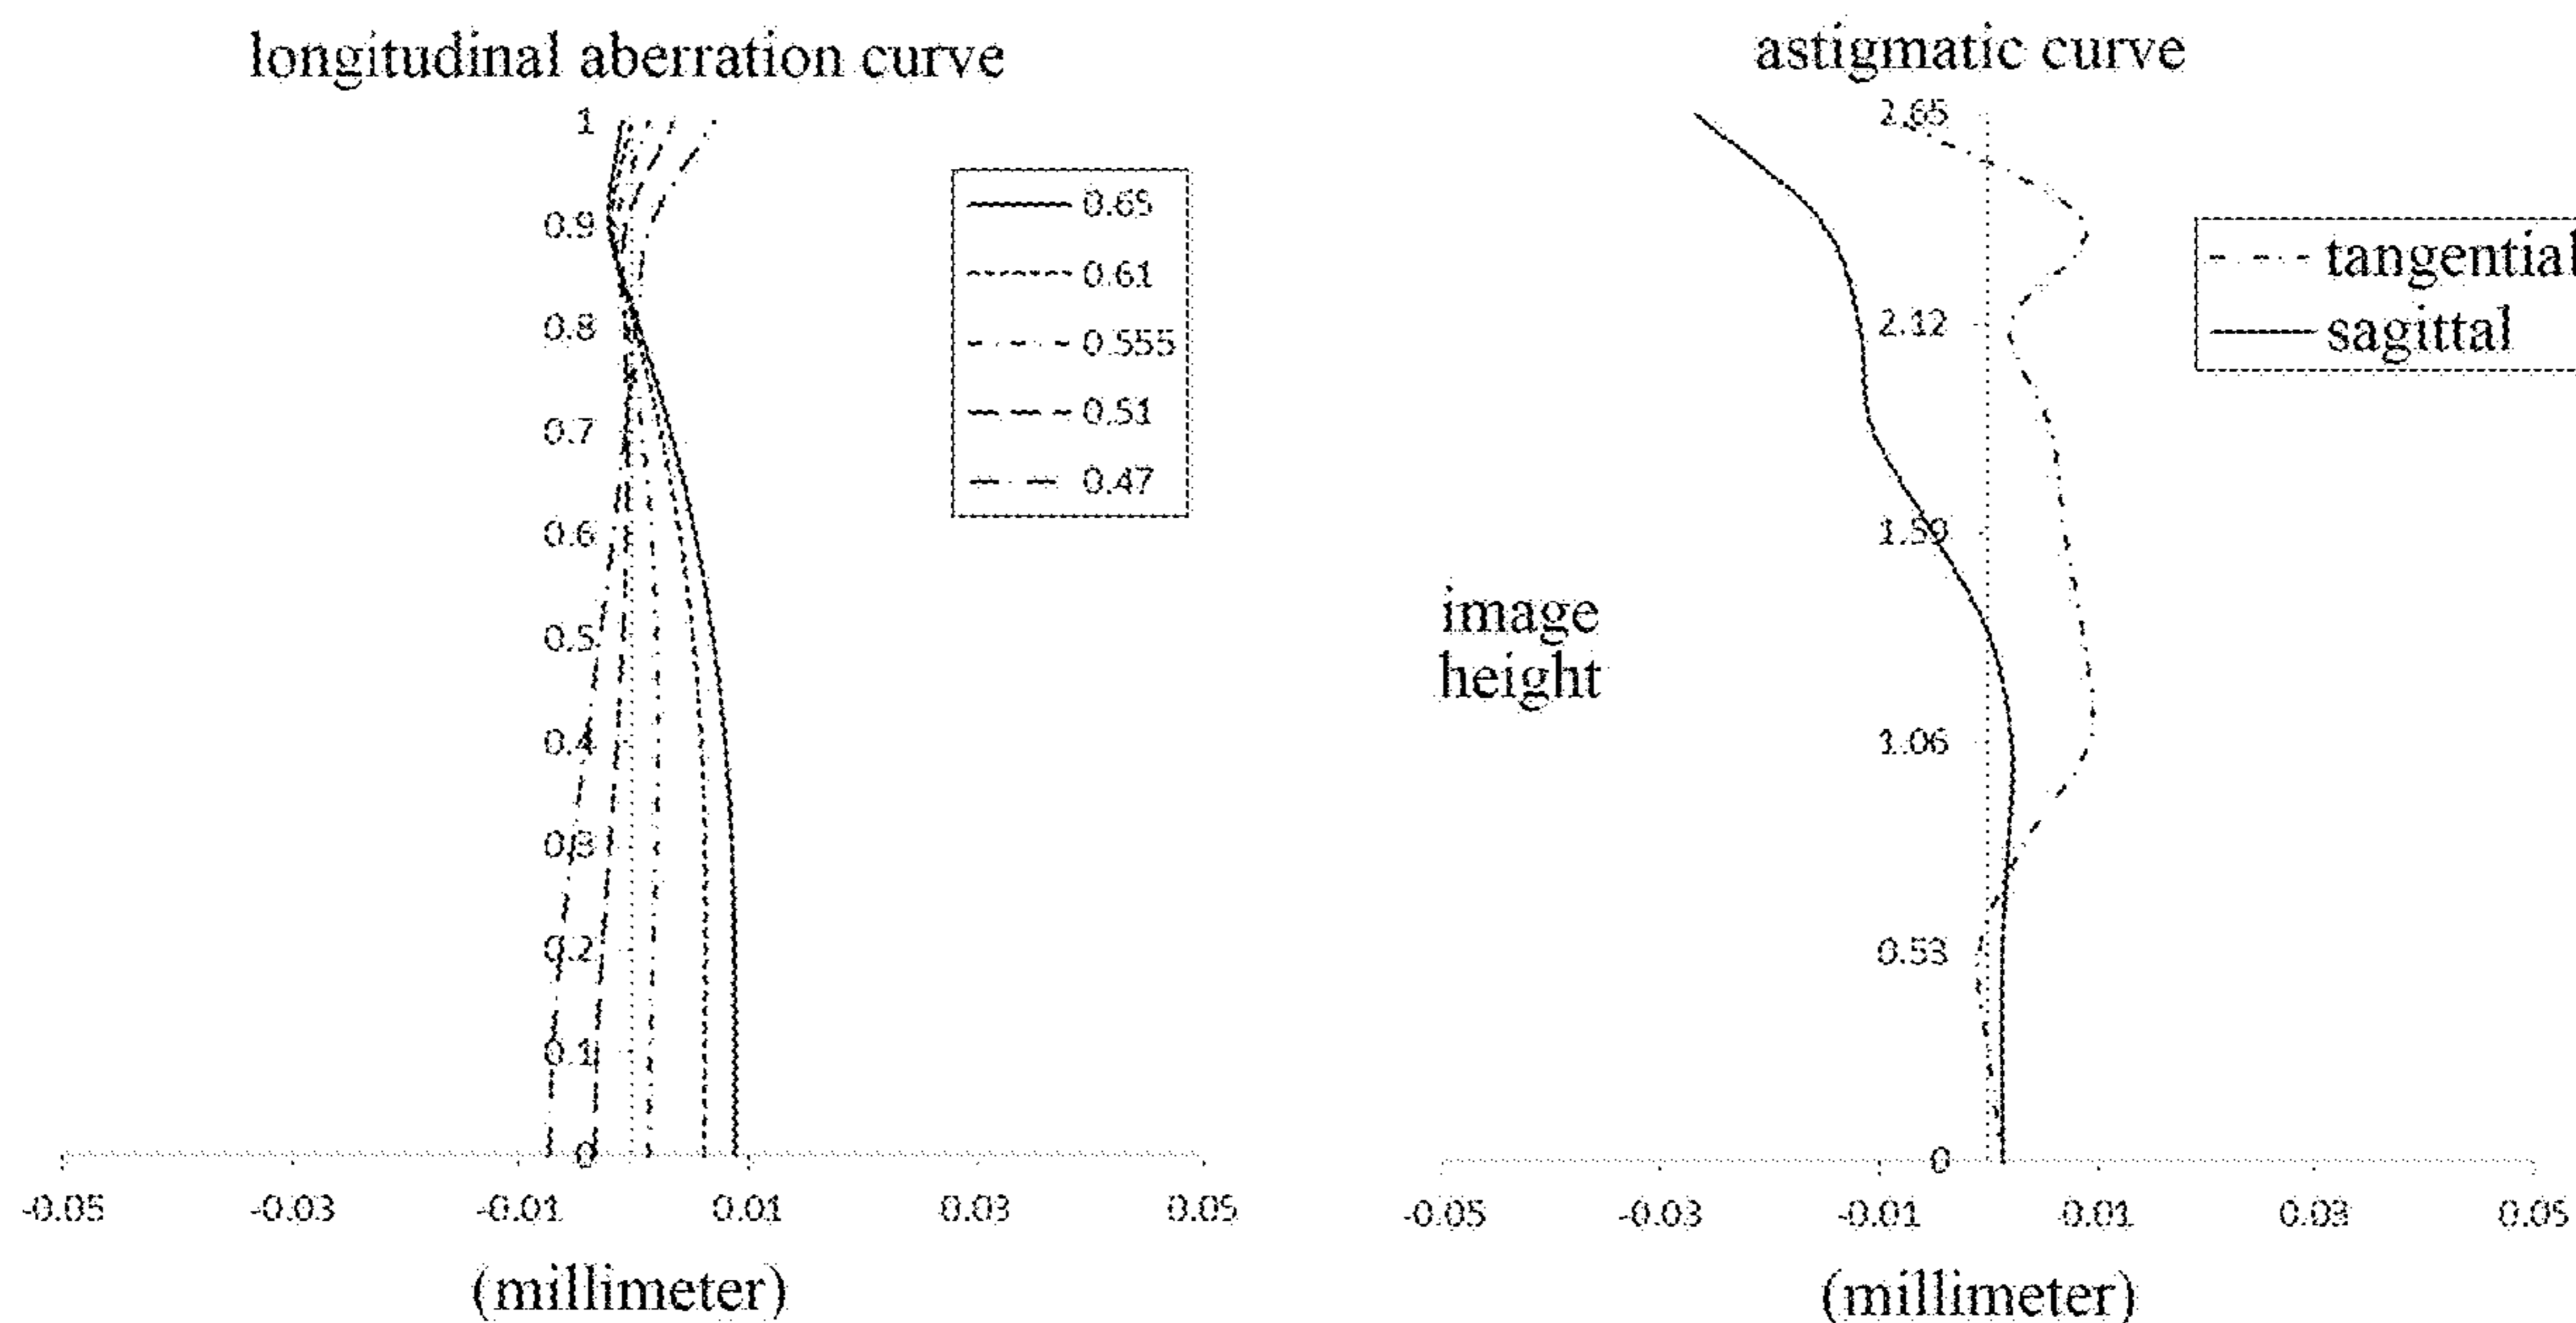 longitudinal aberration curve
1
0.9
0.8
0.7
0.6
0.5
0.4
0.3
0.2
0.1
0
-0.05 -0.03 -0.01 0.01 0.03 0.05
(millimeter)
0.65
0.61
0.555
0.51
0.47
astigmatic curve
2.65
2.12
1.59
1.06
0.53
0
image
height
-0.05 -0.03 -0.01 0.01 0.03 0.05
(millimeter)
tangential
sagittal